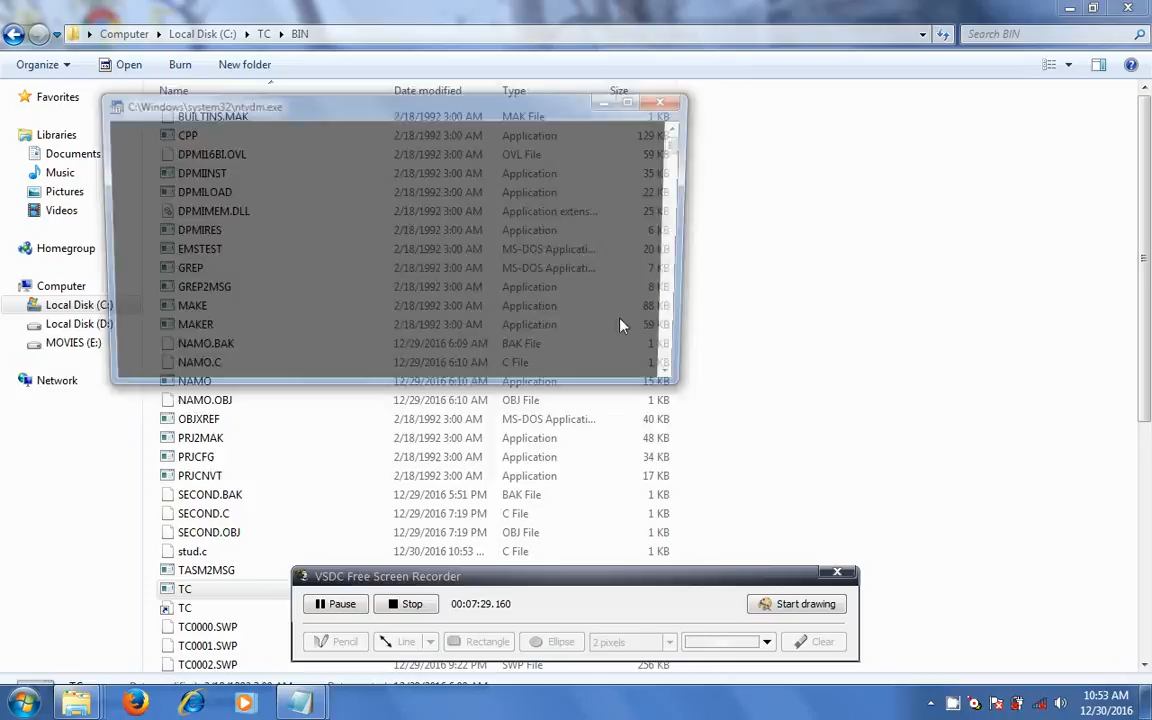 Computer ▸ Local Disk (C:) ▸ TC ▸ BIN
Search BIN
Organize Open Burn New folder
Name Date modified Type Size
Favorites
Libraries
Documents
Music
Pictures
Videos
Homegroup
Computer
Local Disk (C:)
Local Disk (D:)
MOVIES (E:)
Network
C:\Windows\system32\ntvdm.exe
BUILTINS.MAK 2/18/1992 3:00 AM MAK File 1 KB
CPP 2/18/1992 3:00 AM Application 129 KB
DPMI16BI.OVL 2/18/1992 3:00 AM OVL File 59 KB
DPMIINST 2/18/1992 3:00 AM Application 35 KB
DPMILOAD 2/18/1992 3:00 AM Application 22 KB
DPMIMEM.DLL 2/18/1992 3:00 AM Application extens... 25 KB
DPMIRES 2/18/1992 3:00 AM Application 6 KB
EMSTEST 2/18/1992 3:00 AM MS-DOS Applicati... 20 KB
GREP 2/18/1992 3:00 AM MS-DOS Applicati... 7 KB
GREP2MSG 2/18/1992 3:00 AM Application 8 KB
MAKE 2/18/1992 3:00 AM Application 88 KB
MAKER 2/18/1992 3:00 AM Application 59 KB
NAMO.BAK 12/29/2016 6:09 AM BAK File 1 KB
NAMO.C 12/29/2016 6:10 AM C File 1 KB
NAMO 12/29/2016 6:10 AM Application 15 KB
NAMO.OBJ 12/29/2016 6:10 AM OBJ File 1 KB
OBJXREF 2/18/1992 3:00 AM MS-DOS Applicati... 40 KB
PRJ2MAK 2/18/1992 3:00 AM Application 48 KB
PRJCFG 2/18/1992 3:00 AM Application 34 KB
PRJCNVT 2/18/1992 3:00 AM Application 17 KB
SECOND.BAK 12/29/2016 5:51 PM BAK File 1 KB
SECOND.C 12/29/2016 7:19 PM C File 1 KB
SECOND.OBJ 12/29/2016 7:19 PM OBJ File 1 KB
stud.c 12/30/2016 10:53 ... C File 1 KB
TASM2MSG
TC
TC
TC0000.SWP
TC0001.SWP
TC0002.SWP SWP File 256 KB
VSDC Free Screen Recorder
Pause Stop 00:07:29.160 Start drawing
Pencil Line Rectangle Ellipse 2 pixels Clear
10:53 AM
12/30/2016